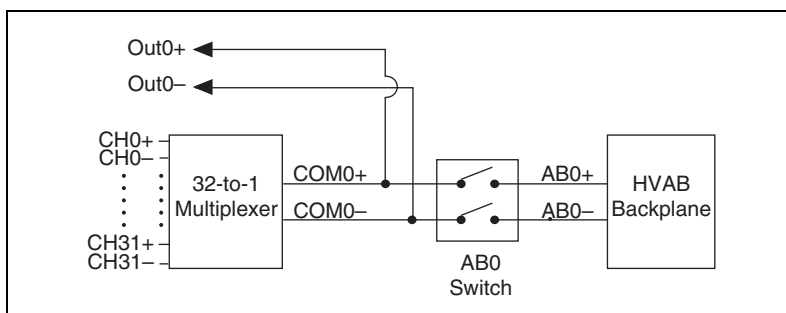 Out0+
Out0–
CH0+
CH0–
CH31+
CH31–
32-to-1
Multiplexer
COM0+
COM0–
AB0
Switch
AB0+
AB0–
HVAB
Backplane